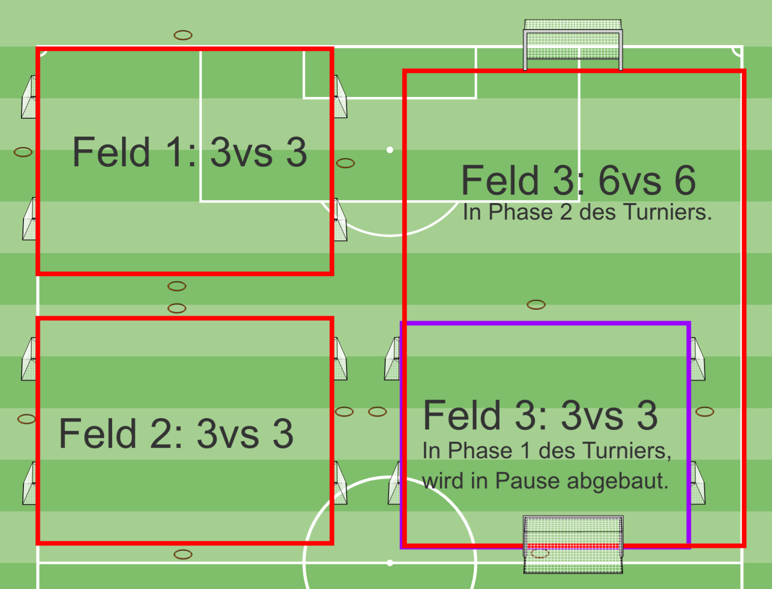 Feld 1: 3vs 3
Feld 3: 6vs 6
In Phase 2 des Turniers.
Feld 2: 3vs 3
Feld 3: 3vs 3
In Phase 1 des Turniers,
wird in Pause abgebaut.